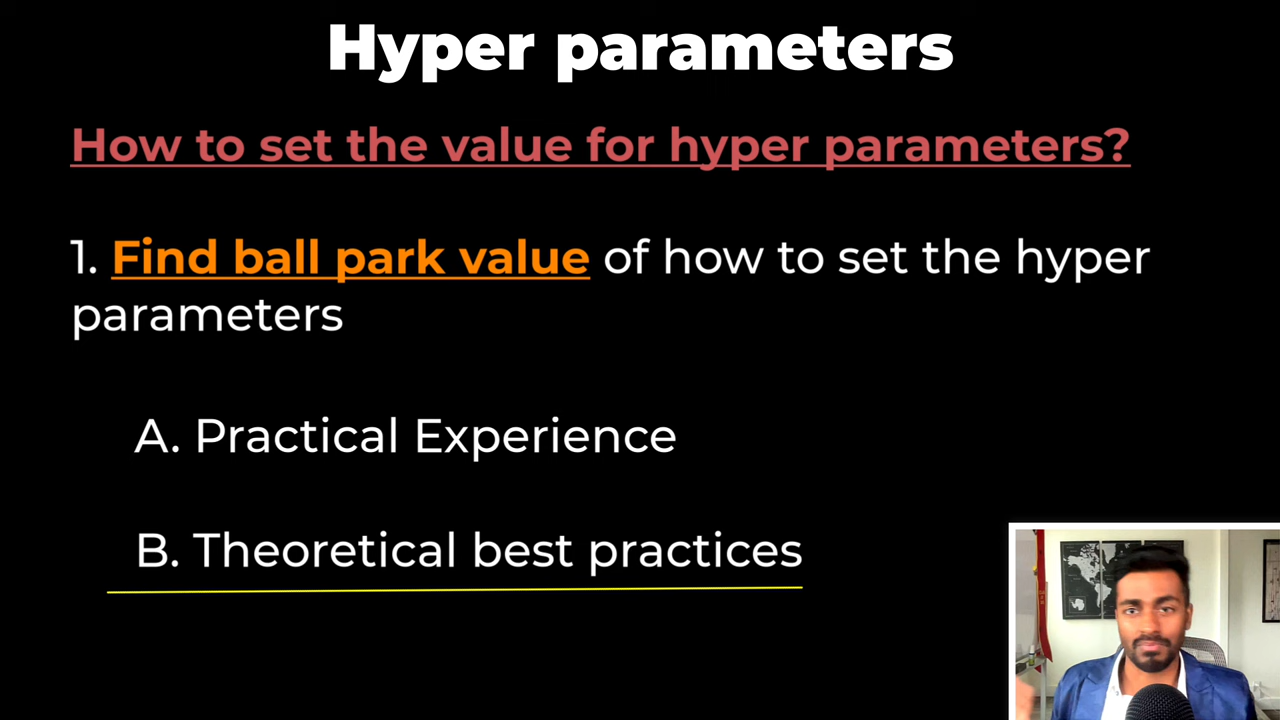 Hyper parameters
How to set the value for hyper parameters?
1. Find ball park value of how to set the hyper
parameters
A. Practical Experience
B. Theoretical best practices